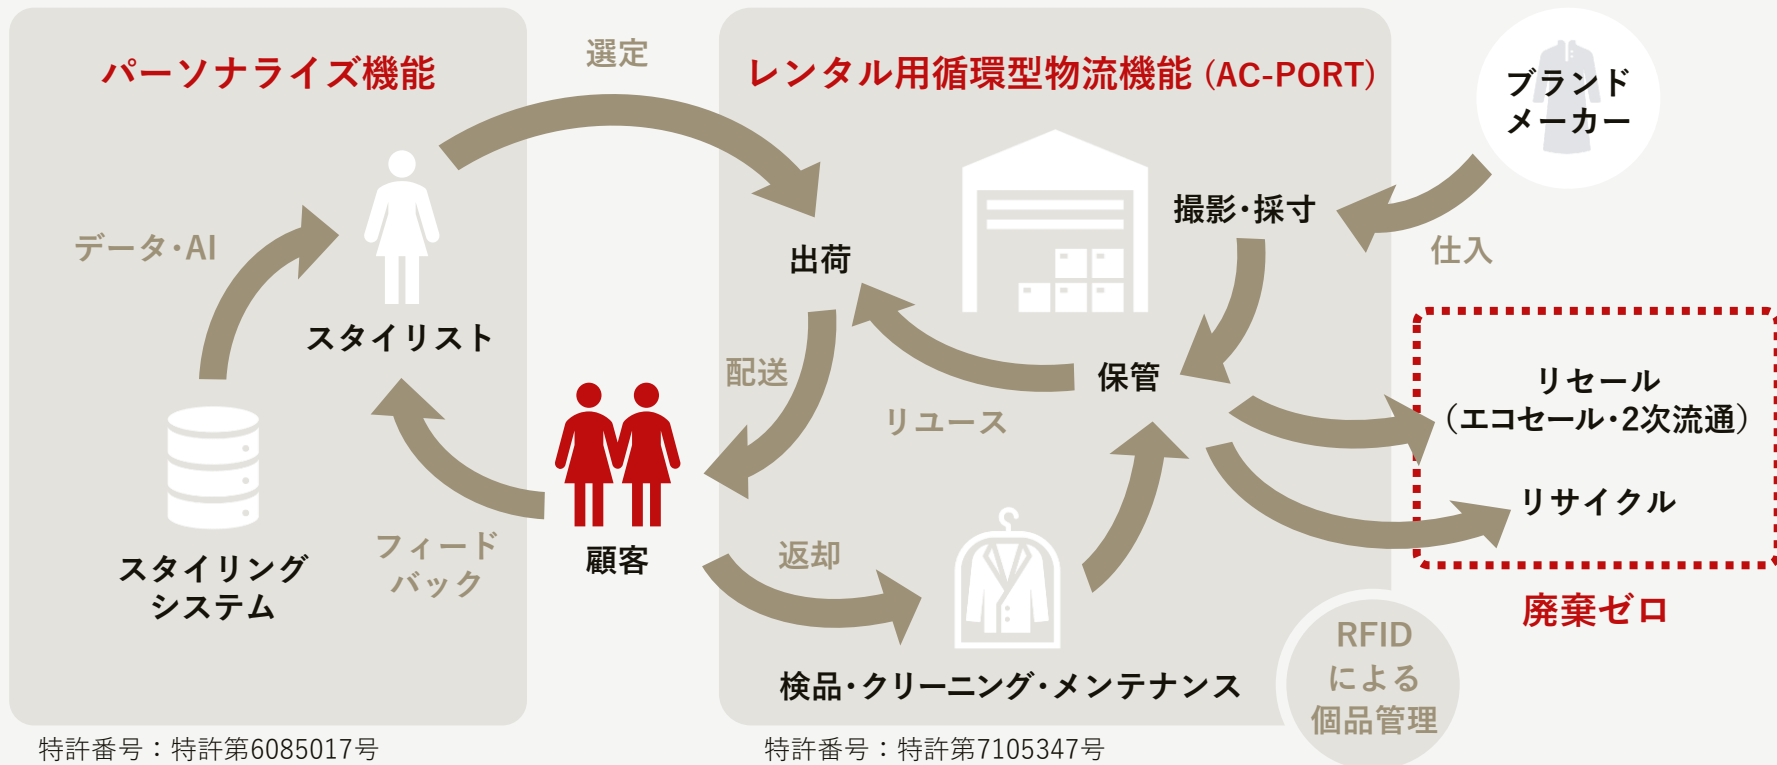 パーソナライズ機能
データ・AI
スタイリスト
スタイリング
システム
フィード
バック
選定
顧客
レンタル用循環型物流機能 (AC-PORT)
出荷
配送
リユース
保管
撮影・採寸
返却
検品・クリーニング・メンテナンス
ブランド
メーカー
仕入
リセール
(エコセール・2次流通)
リサイクル
廃棄ゼロ
RFID
による
個品管理
特許番号：特許第6085017号
特許番号：特許第7105347号